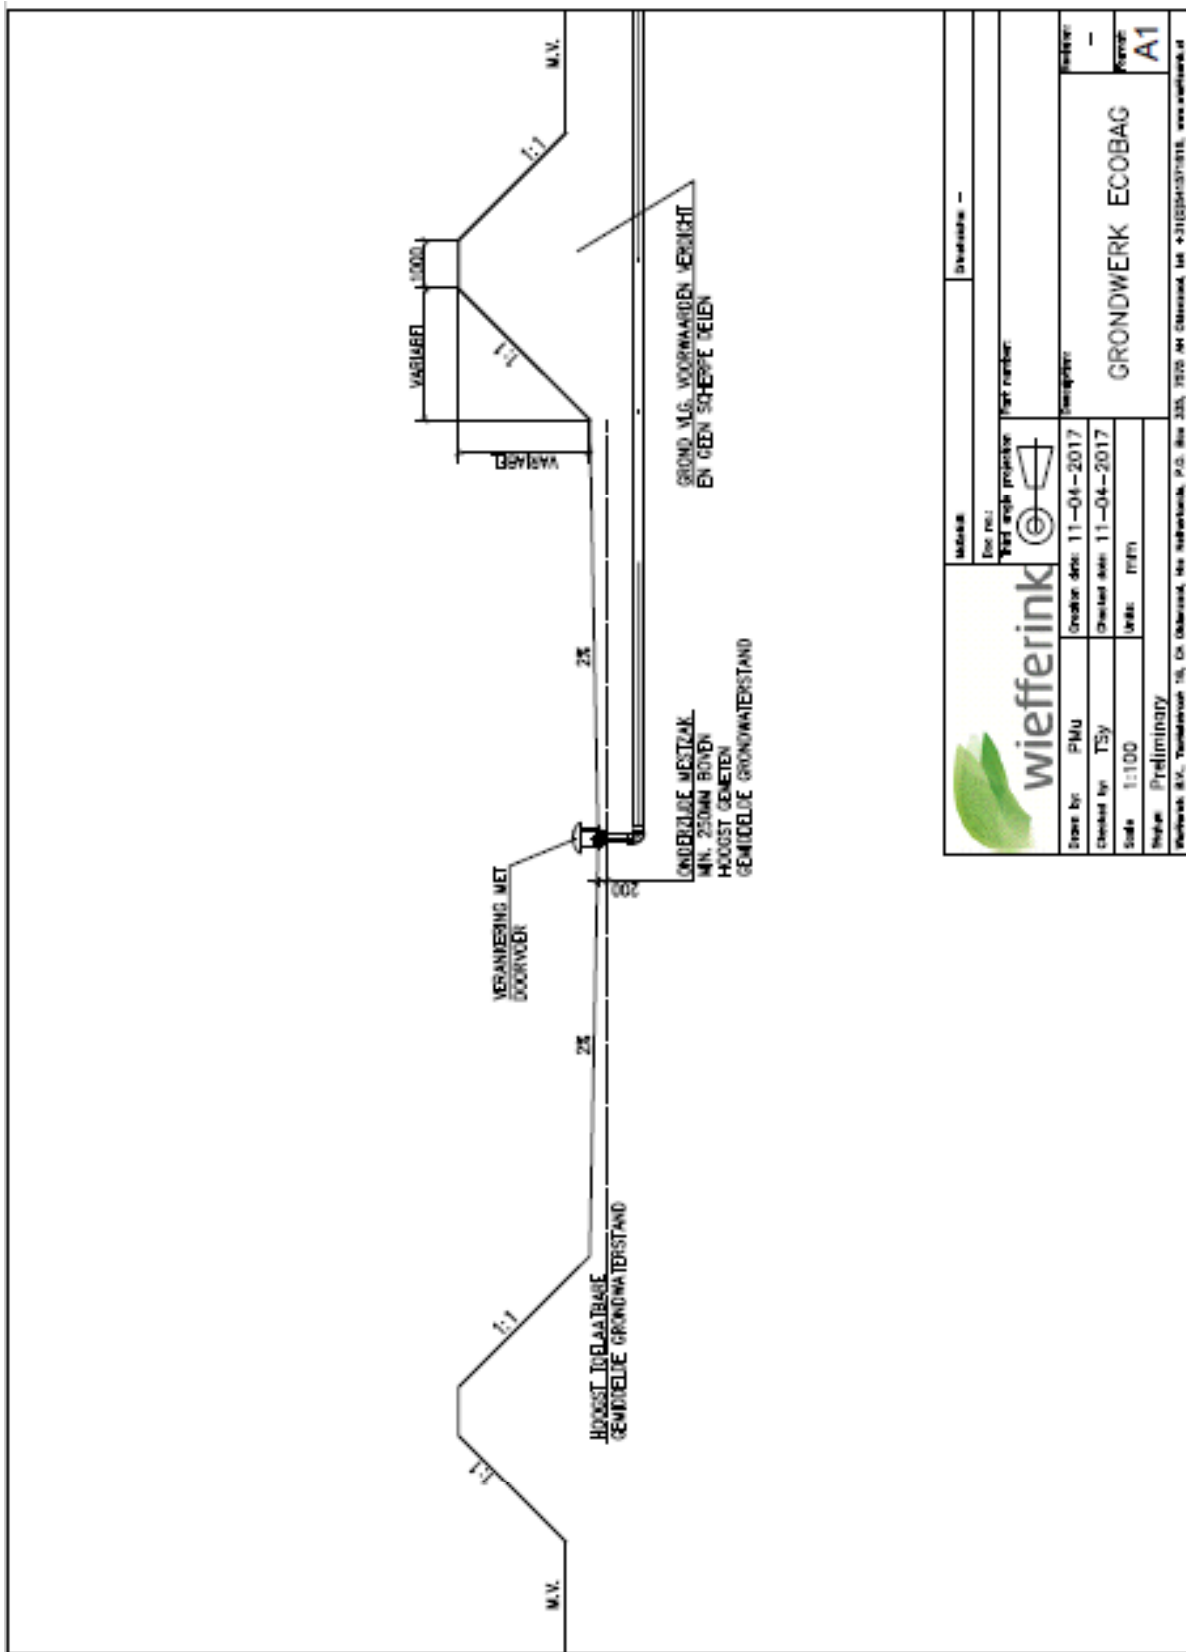 M.V.
1:1
1:1
HOOGST TOELAATBARE
GEMIDDELDE GRONDWATERSTAND
2%
VERANKERING MET
DOORVOER
200
ONDERZIJDE MESTZAK
MIN. 250MM BOVEN
HOOGST GEMETEN
GEMIDDELDE GRONDWATERSTAND
2%
VARIABEL
VARIABEL
1000
1:1
1:1
M.V.
GROND VLG. VOORWAARDEN VERDICHT
EN GEEN SCHERPE DELEN
wiefferink
Material:
Dimensions: -
Doc no.:
Third angle projection
Part number:
Drawn by: PMu
Creation date: 11-04-2017
Description:
GRONDWERK ECOBAG
Revision:
-
Checked by: TSy
Checked date: 11-04-2017
Scale 1:100
Units: mm
Format:
A1
Status: Preliminary